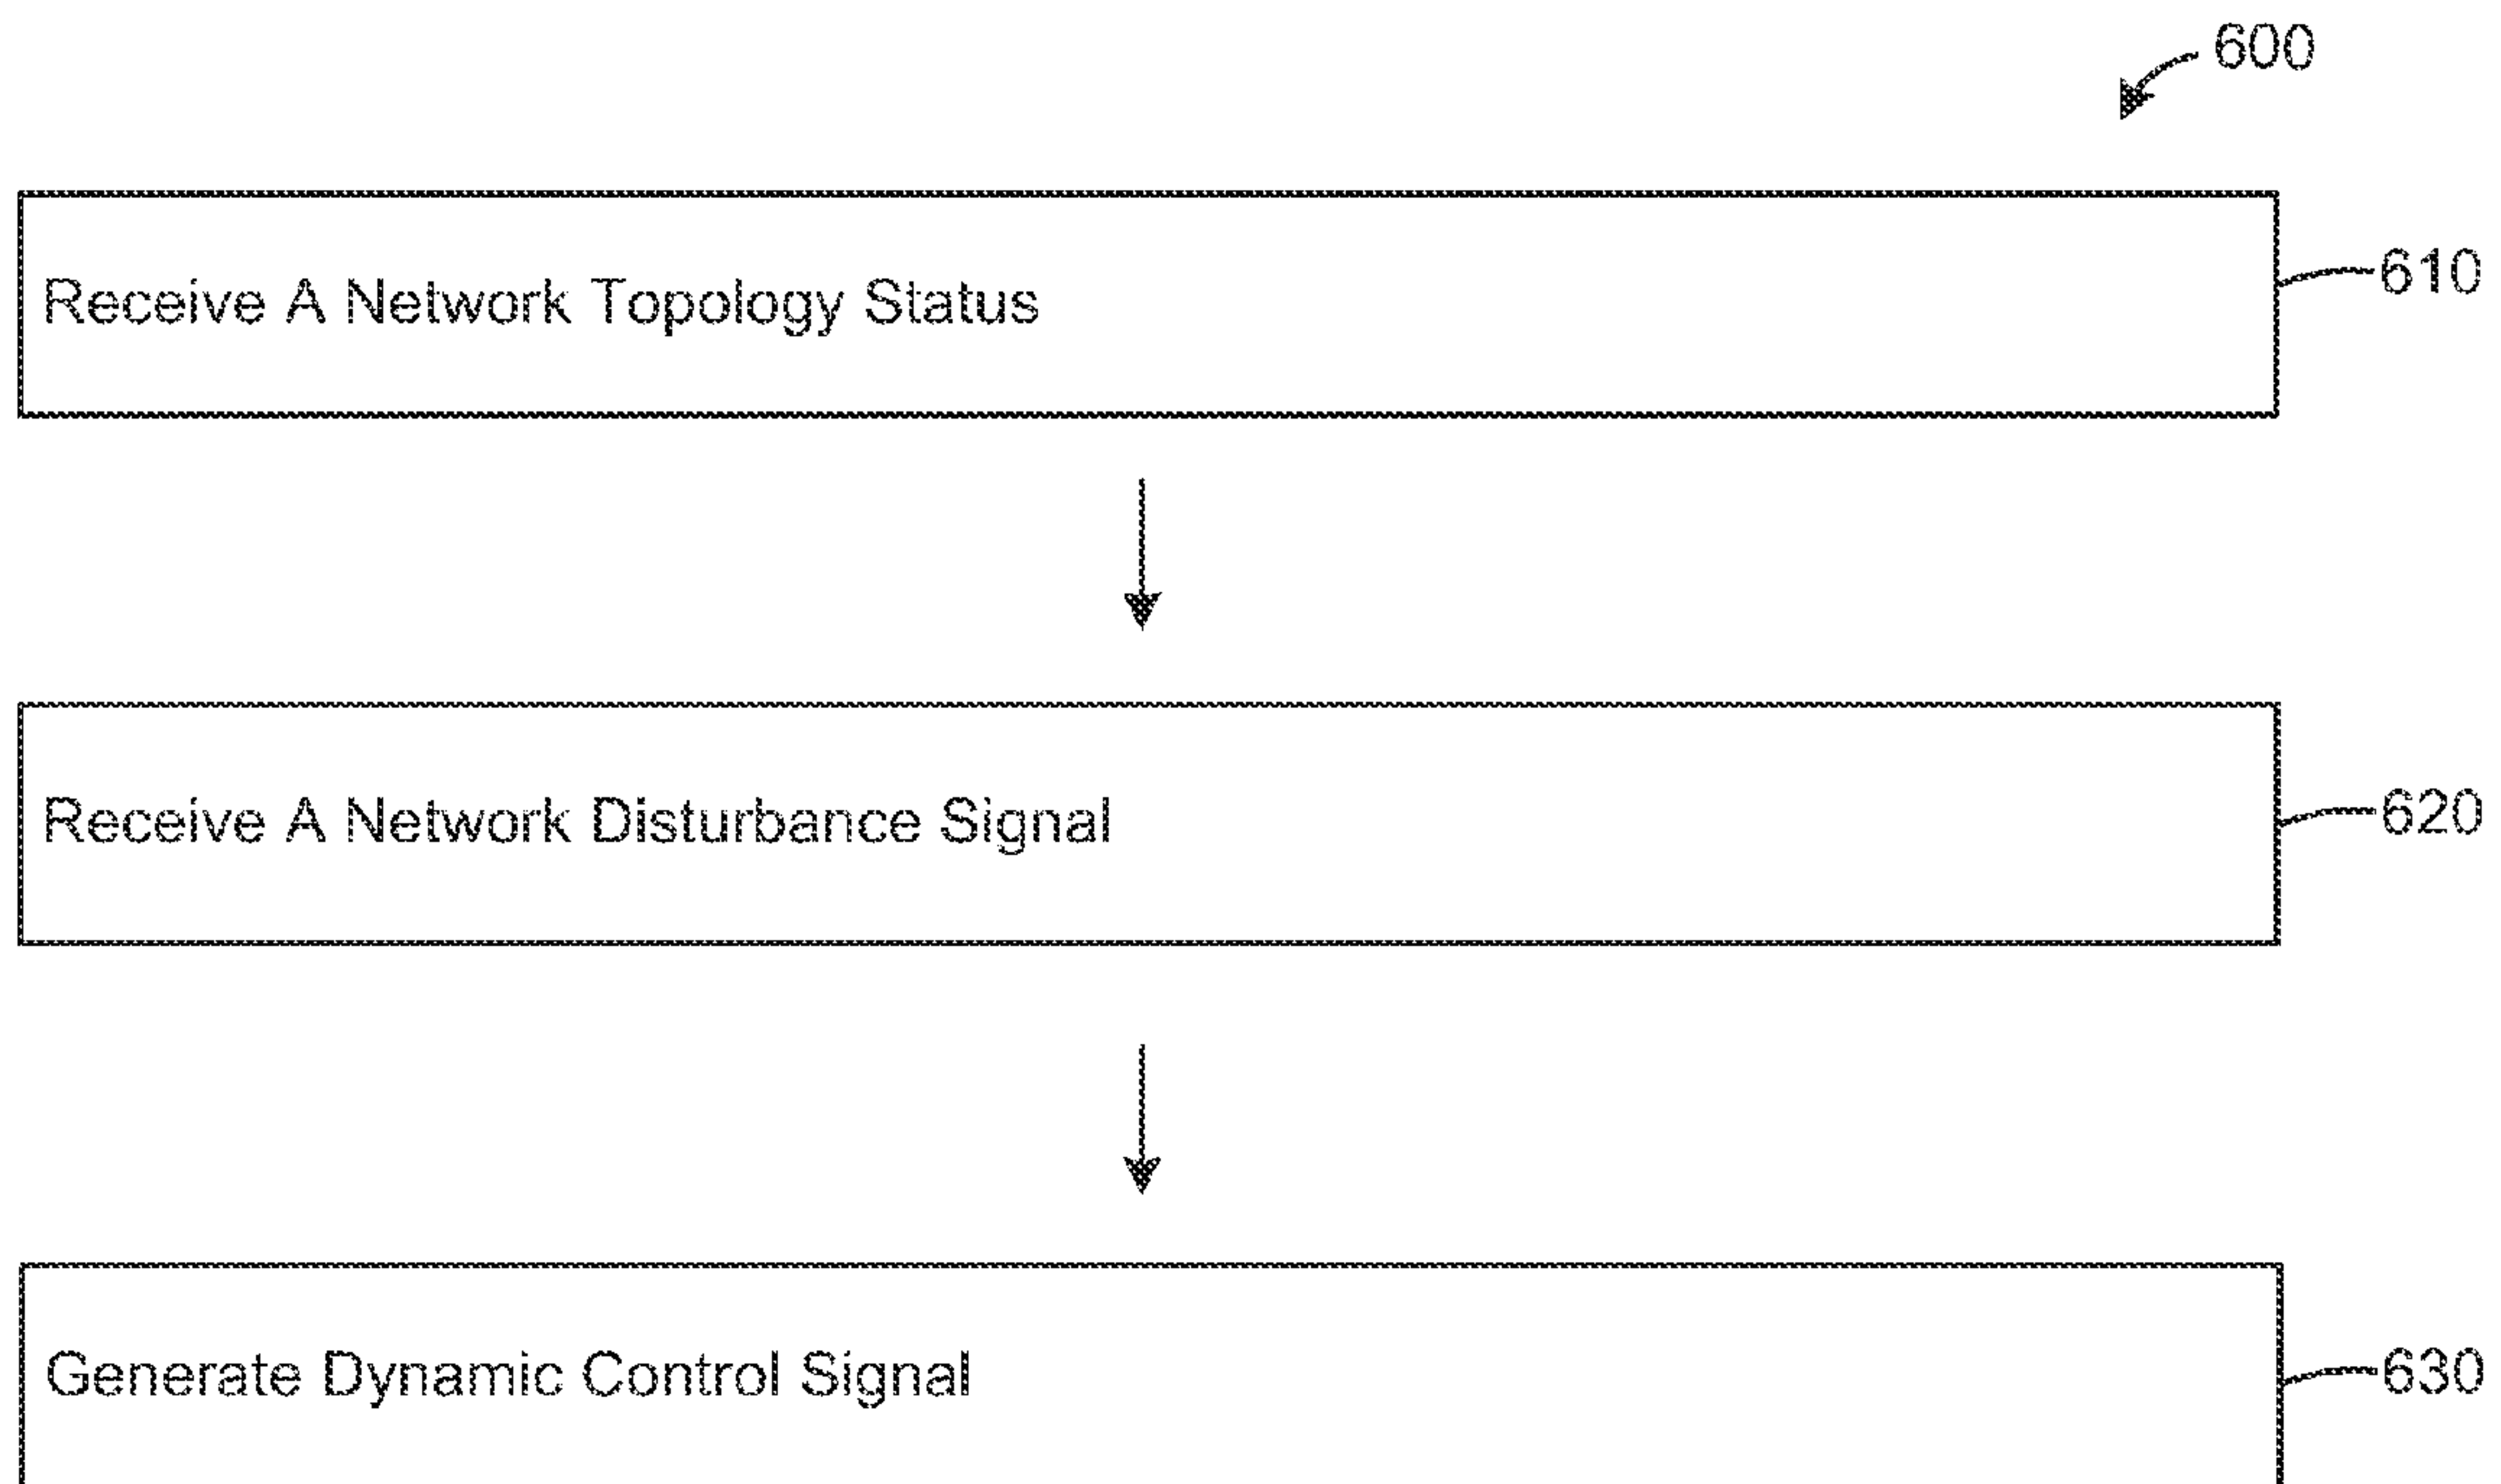 600
Receive A Network Topology Status
610
Receive A Network Disturbance Signal
620
Generate Dynamic Control Signal
630